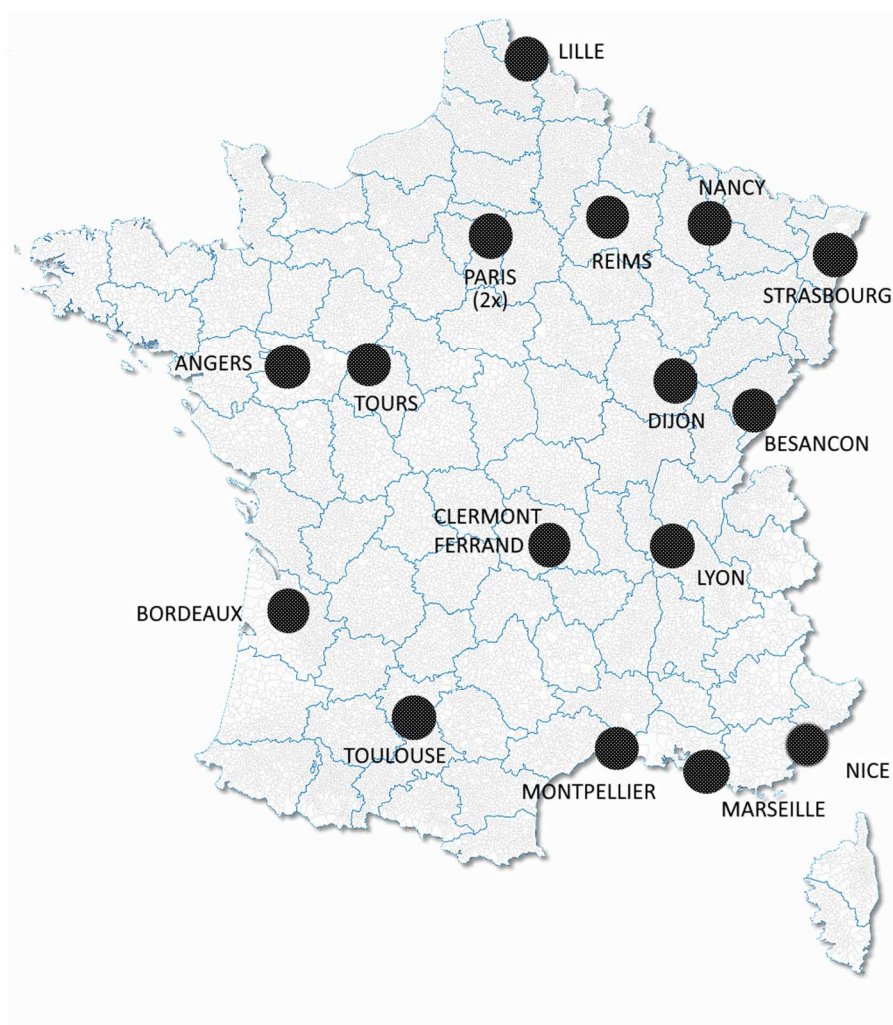 LILLE
NANCY
REIMS
PARIS
(2x)
STRASBOURG
ANGERS
TOURS
DIJON
BESANCON
CLERMONT
FERRAND
LYON
BORDEAUX
TOULOUSE
MONTPELLIER
NICE
MARSEILLE